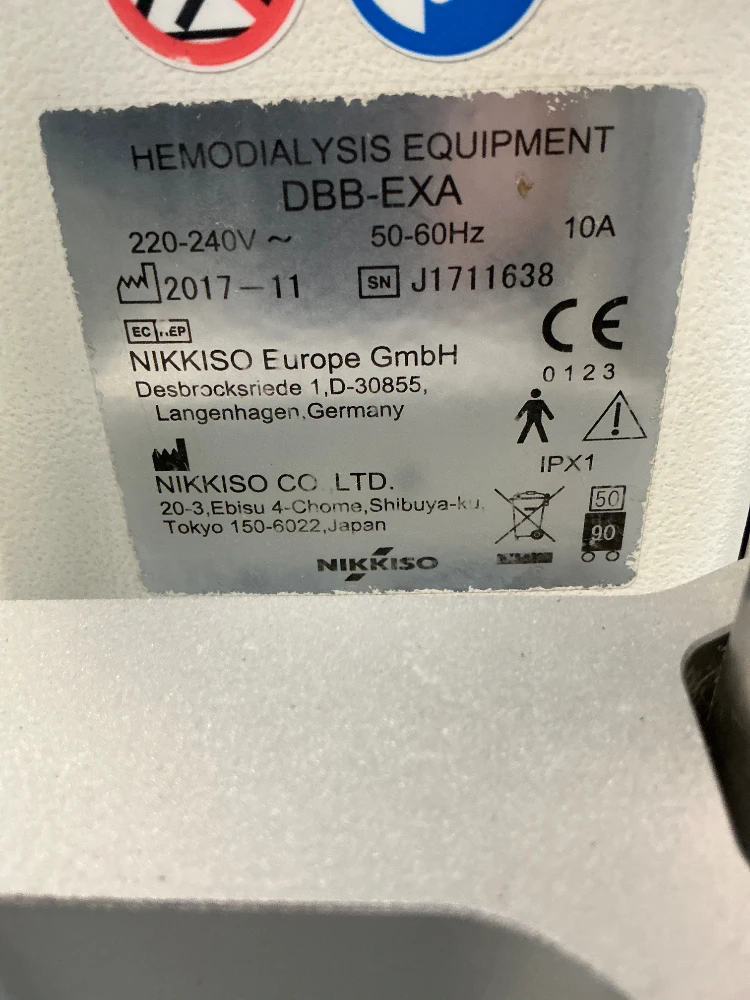 HEMODIALYSIS EQUIPMENT
DBB-EXA
220-240V ~ 50-60Hz 10A
2017-11 SN J1711638
EC REP
NIKKISO Europe GmbH
CE
0123
Desbrocksriede 1,D-30855,
Langenhagen,Germany
IPX1
NIKKISO CO LTD.
20-3,Ebisu 4-Chome,Shibuya-ku,
Tokyo 150-6022,Japan
50
90
NIKKISO